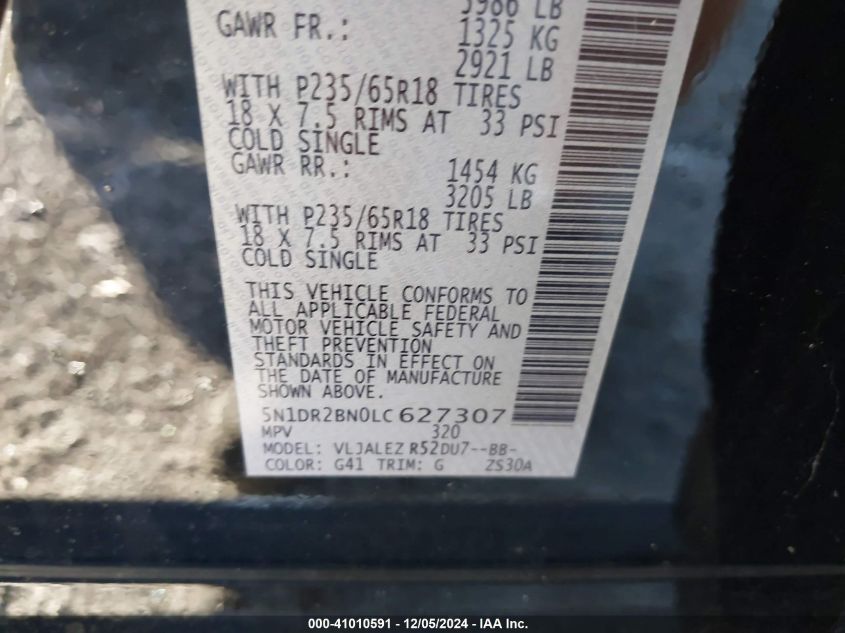 5986 LB
GAWR FR.: 1325 KG
2921 LB
WITH P235/65R18 TIRES
18 X 7.5 RIMS AT 33 PSI
COLD SINGLE
GAWR RR.: 1454 KG
3205 LB
WITH P235/65R18 TIRES
18 X 7.5 RIMS AT 33 PSI
COLD SINGLE
THIS VEHICLE CONFORMS TO
ALL APPLICABLE FEDERAL
MOTOR VEHICLE SAFETY AND
THEFT PREVENTION
STANDARDS IN EFFECT ON
THE DATE OF MANUFACTURE
SHOWN ABOVE.
5N1DR2BN0LC627307
MPV 320
MODEL: VLJALEZ R52DU7--BB-
COLOR: G41 TRIM: G ZS30A
000-41010591 - 12/05/2024 - IAA Inc.